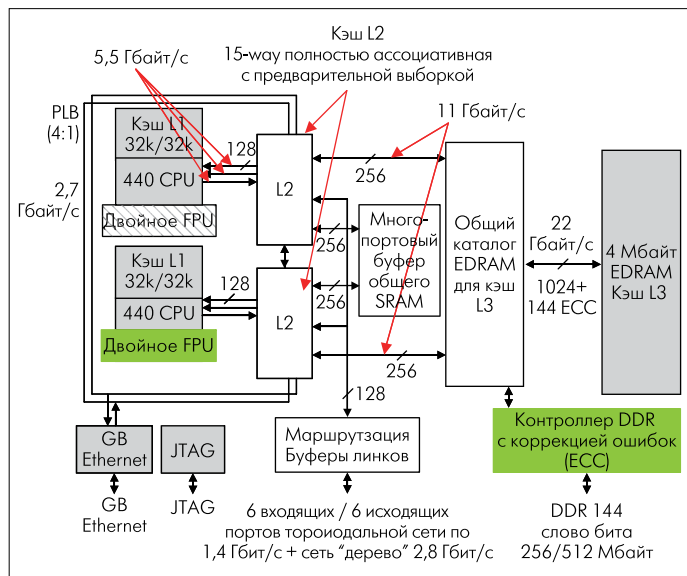 Кэш L2
15-way полностью ассоциативная
с предварительной выборкой
5,5 Гбайт/с
11 Гбайт/с
PLB
(4:1)
2,7
Гбайт/с
Кэш L1
32k/32k
440 CPU
Двойное FPU
128
L2
256
256
Много-
портовый
буфер
общего
SRAM
Общий
каталог
EDRAM
для кэш
L3
22
Гбайт/с
1024+
144 ECC
4 Мбайт
EDRAM
Кэш L3
Кэш L1
32k/32k
440 CPU
Двойное FPU
128
L2
256
256
128
GB
Ethernet
JTAG
Маршрутзация
Буферы линков
Контроллер DDR
с коррекцией ошибок
(ECC)
GB
Ethernet
JTAG
6 входящих / 6 исходящих
портов тороидальной сети по
1,4 Гбит/с + сеть "дерево" 2,8 Гбит/с
DDR 144
слово бита
256/512 Мбайт